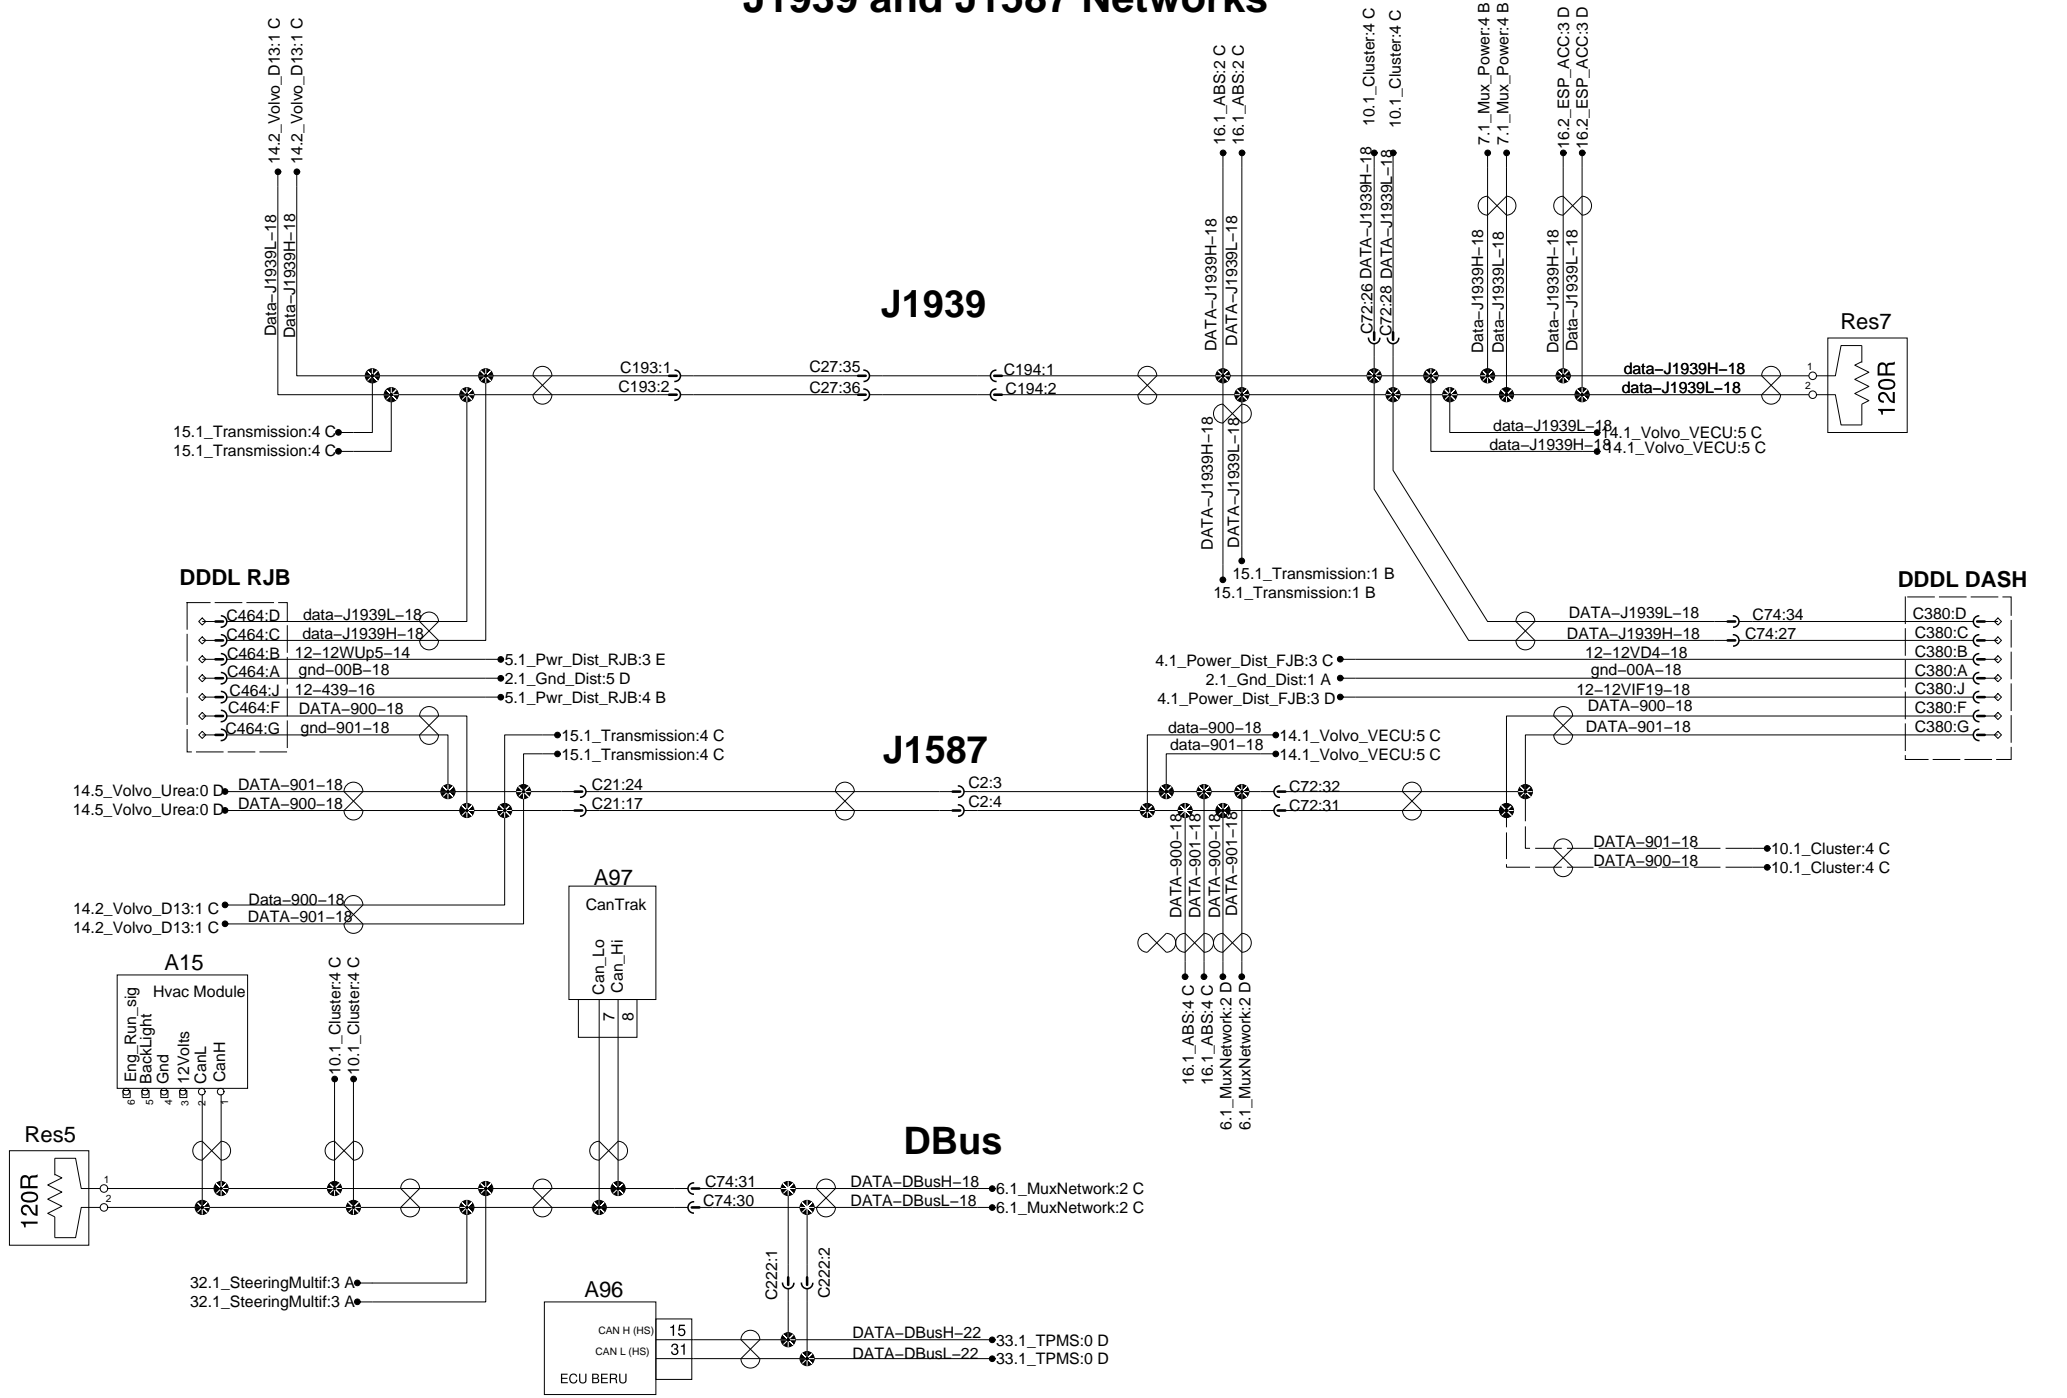 J1939 and J1587 Networks
14.2_Volvo_D13:1 C
14.2_Volvo_D13:1 C
16.1_ABS:2 C
16.1_ABS:2 C
10.1_Cluster:4 C
10.1_Cluster:4 C
7.1_Mux_Power:4 B
7.1_Mux_Power:4 B
16.2_ESP_ACC:3 D
16.2_ESP_ACC:3 D
Data-J1939L-18
Data-J1939H-18
DATA-J1939H-18
DATA-J1939L-18
C72:26 DATA-J1939H-18
C72:28 DATA-J1939L-18
Data-J1939H-18
Data-J1939L-18
Data-J1939H-18
Data-J1939L-18
J1939
Res7
120R
1
2
C193:1
C193:2
C27:35
C27:36
C194:1
C194:2
data-J1939H-18
data-J1939L-18
15.1_Transmission:4 C
15.1_Transmission:4 C
data-J1939L-18
14.1_Volvo_VECU:5 C
data-J1939H-18
14.1_Volvo_VECU:5 C
DATA-J1939H-18
DATA-J1939L-18
15.1_Transmission:1 B
15.1_Transmission:1 B
DDDL RJB
C464:D data-J1939L-18
C464:C data-J1939H-18
C464:B 12-12WUp5-14
5.1_Pwr_Dist_RJB:3 E
C464:A gnd-00B-18
2.1_Gnd_Dist:5 D
C464:J 12-439-16
5.1_Pwr_Dist_RJB:4 B
C464:F DATA-900-18
C464:G gnd-901-18
DDDL DASH
DATA-J1939L-18 C74:34 C380:D
DATA-J1939H-18 C74:27 C380:C
4.1_Power_Dist_FJB:3 C 12-12VD4-18 C380:B
2.1_Gnd_Dist:1 A gnd-00A-18 C380:A
4.1_Power_Dist_FJB:3 D 12-12VIF19-18 C380:J
DATA-900-18 C380:F
DATA-901-18 C380:G
15.1_Transmission:4 C
15.1_Transmission:4 C
J1587
data-900-18
14.1_Volvo_VECU:5 C
data-901-18
14.1_Volvo_VECU:5 C
14.5_Volvo_Urea:0 D DATA-901-18
14.5_Volvo_Urea:0 D DATA-900-18
C21:24
C21:17
C2:3
C2:4
C72:32
C72:31
DATA-900-18
DATA-901-18
DATA-900-18
DATA-901-18
DATA-901-18
10.1_Cluster:4 C
DATA-900-18
10.1_Cluster:4 C
14.2_Volvo_D13:1 C Data-900-18
14.2_Volvo_D13:1 C DATA-901-18
16.1_ABS:4 C
16.1_ABS:4 C
6.1_MuxNetwork:2 D
6.1_MuxNetwork:2 D
A97
CanTrak
Can_Lo
Can_Hi
7
8
A15
Hvac Module
Eng_Run_sig
BackLight
Gnd
12Volts
CanL
CanH
6
5
4
3
2
1
10.1_Cluster:4 C
10.1_Cluster:4 C
Res5
120R
1
2
DBus
C74:31
C74:30
DATA-DBusH-18
6.1_MuxNetwork:2 C
DATA-DBusL-18
6.1_MuxNetwork:2 C
32.1_SteeringMultif:3 A
32.1_SteeringMultif:3 A
C222:1
C222:2
A96
CAN H (HS) 15
CAN L (HS) 31
ECU BERU
DATA-DBusH-22
33.1_TPMS:0 D
DATA-DBusL-22
33.1_TPMS:0 D